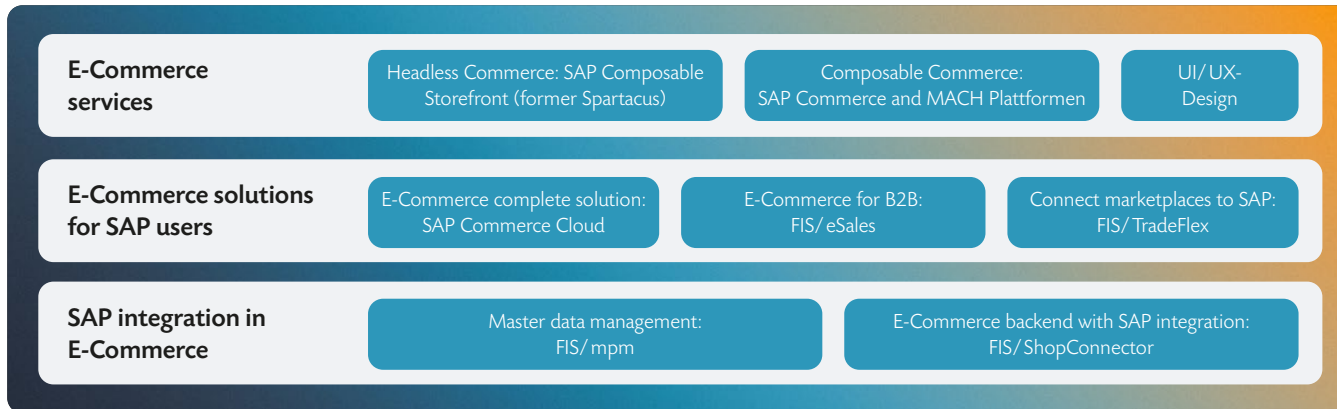 E-Commerce
services
Headless Commerce: SAP Composable
Storefront (former Spartacus)
Composable Commerce:
SAP Commerce and MACH Plattformen
UI/UX-
Design
E-Commerce solutions
for SAP users
E-Commerce complete solution:
SAP Commerce Cloud
E-Commerce for B2B:
FIS/eSales
Connect marketplaces to SAP:
FIS/TradeFlex
SAP integration in
E-Commerce
Master data management:
FIS/mpm
E-Commerce backend with SAP integration:
FIS/ShopConnector